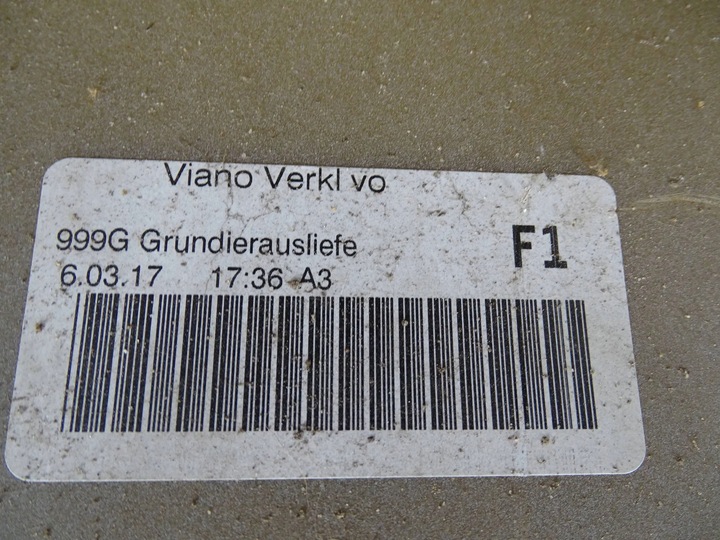 Viano Verkl vo
999G Grundierausliefe F1
6.03.17 17:36 A3